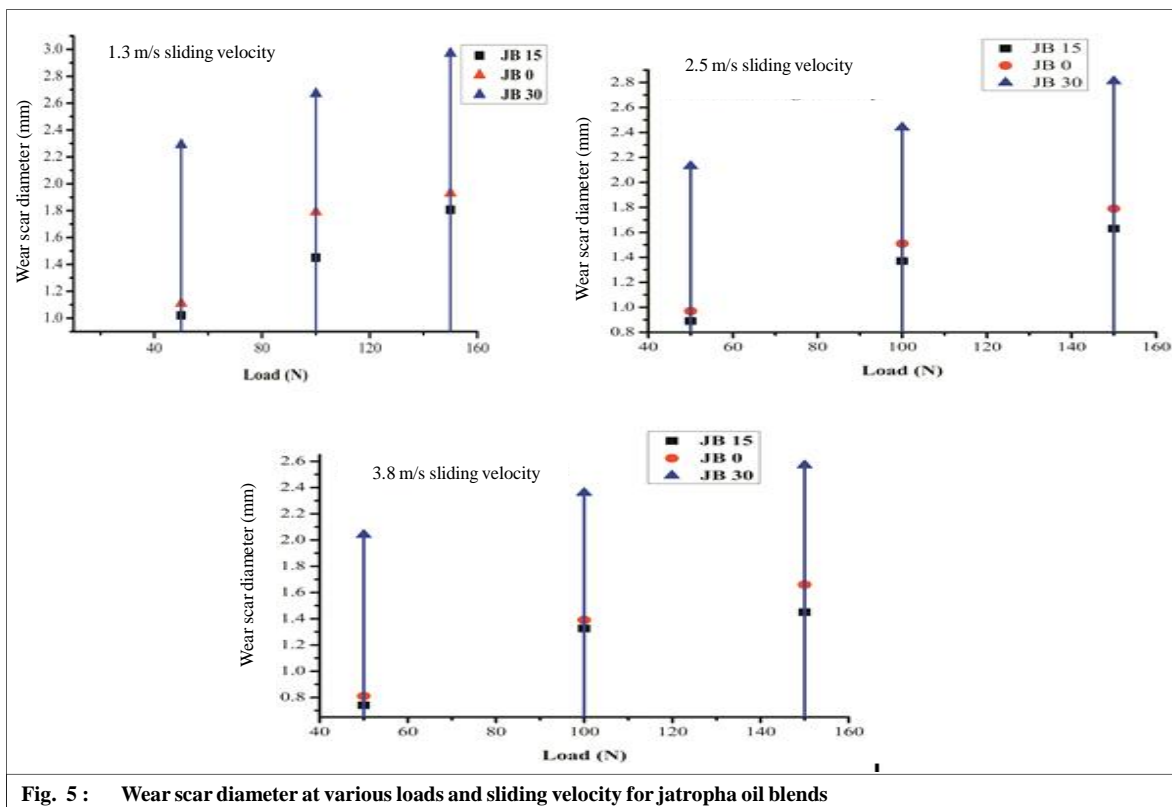 1.3 m/s sliding velocity
JB 15
JB 0
JB 30
Wear scar diameter (mm)
3.0
2.8
2.6
2.4
2.2
2.0
1.8
1.6
1.4
1.2
1.0
40
80
120
160
Load (N)
2.5 m/s sliding velocity
JB 15
JB 0
JB 30
Wear scar diameter (mm)
2.8
2.6
2.4
2.2
2.0
1.8
1.6
1.4
1.2
1.0
0.8
40
60
80
100
120
140
160
Load (N)
3.8 m/s sliding velocity
JB 15
JB 0
JB 30
Wear scar diameter (mm)
2.6
2.4
2.2
2.0
1.8
1.6
1.4
1.2
1.0
0.8
40
60
80
100
120
140
160
Load (N)
Fig. 5 : Wear scar diameter at various loads and sliding velocity for jatropha oil blends